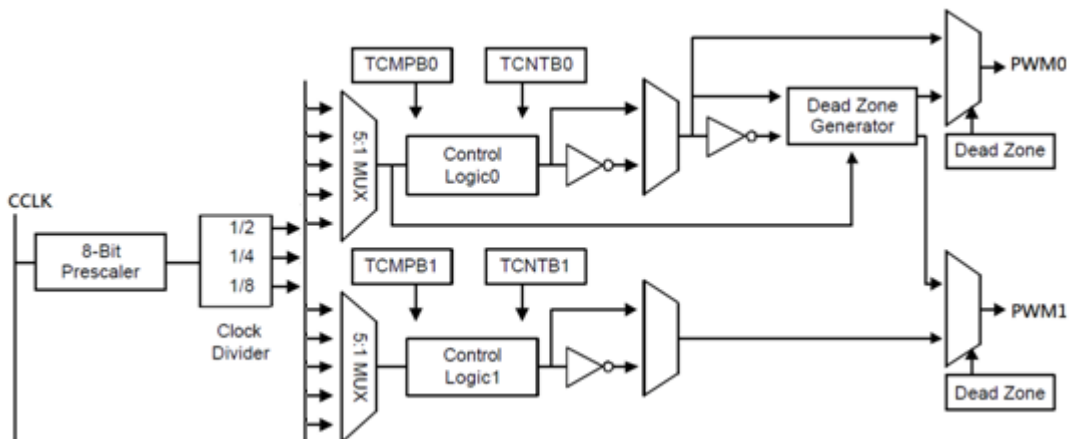 TCMPB0
TCNTB0
PWM0
5:1 MUX
Control
Logic0
Dead Zone
Generator
Dead Zone
CCLK
8-Bit
Prescaler
1/2
1/4
1/8
Clock
Divider
TCMPB1
TCNTB1
5:1 MUX
Control
Logic1
PWM1
Dead Zone